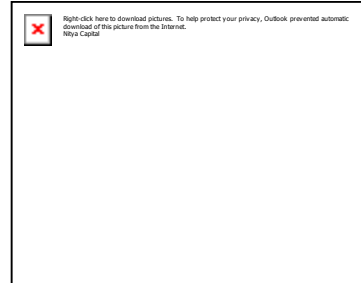 Right-click here to download pictures.  To help protect your privacy, Outlook prevented automatic
download of this picture from the Internet.
Nitya Capital